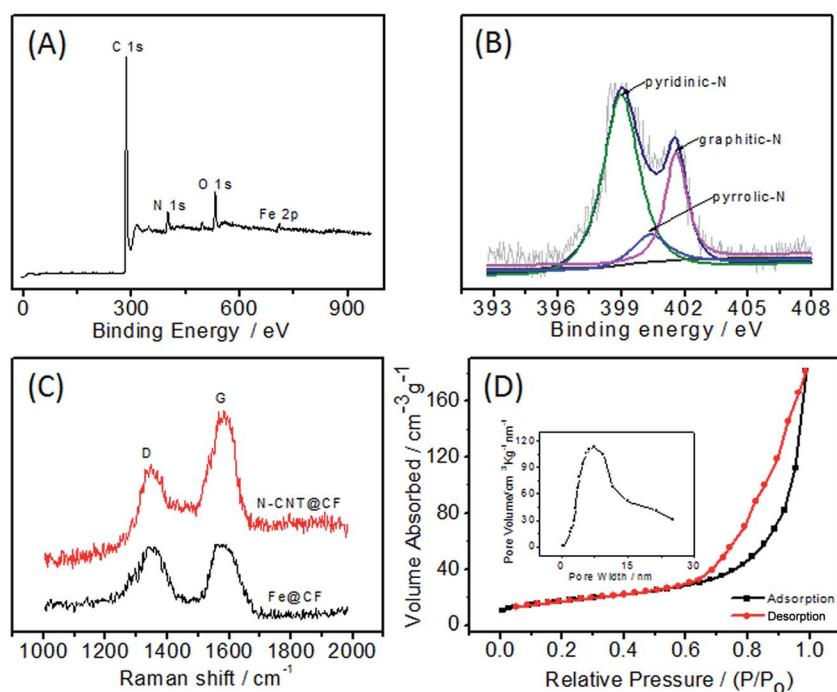 (A)
C 1s
N 1s
O 1s
Fe 2p
0 300 600 900
Binding Energy / eV
(B)
pyridinic-N
graphitic-N
pyrrolic-N
393 396 399 402 405 408
Binding energy / eV
(C)
G
D
N-CNT@CF
Fe@CF
1000 1200 1400 1600 1800 2000
Raman shift / cm-1
(D)
Volume Absorbed / cm-3g-1
160
120
80
40
0
Pore Volume/cm-3Kg-1nm-1
120
90
60
30
0
0 15 30
Pore Width / nm
Adsorption
Desorption
0.0 0.2 0.4 0.6 0.8 1.0
Relative Pressure / (P/Po)